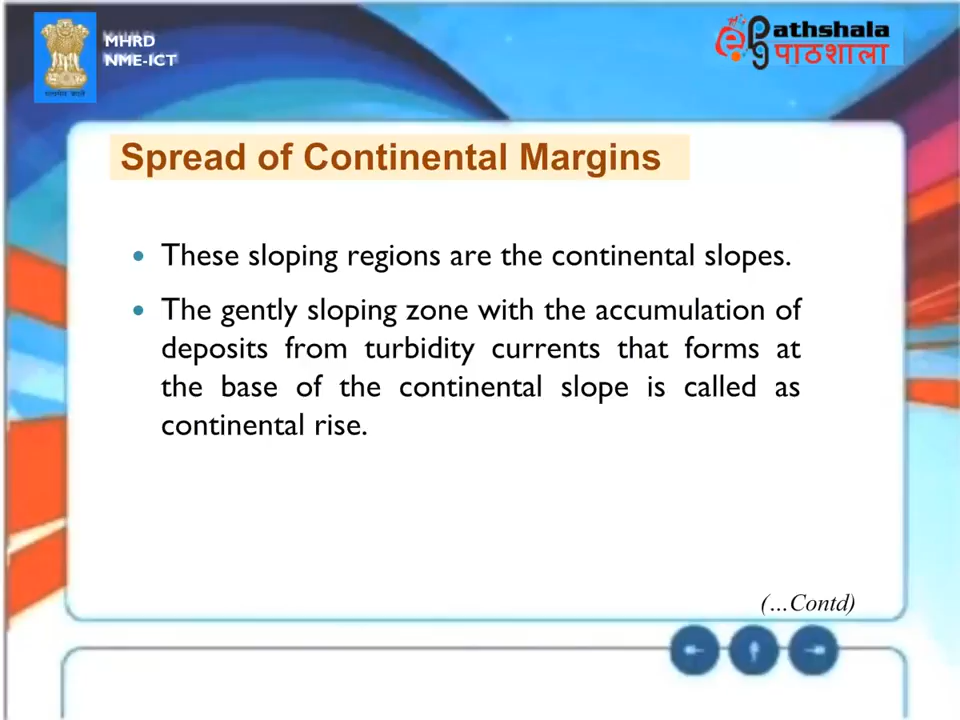 MHRD
NME-ICT
ePG athshala
पाठशाला
Spread of Continental Margins
• These sloping regions are the continental slopes.
• The gently sloping zone with the accumulation of
deposits from turbidity currents that forms at
the base of the continental slope is called as
continental rise.
(...Contd)